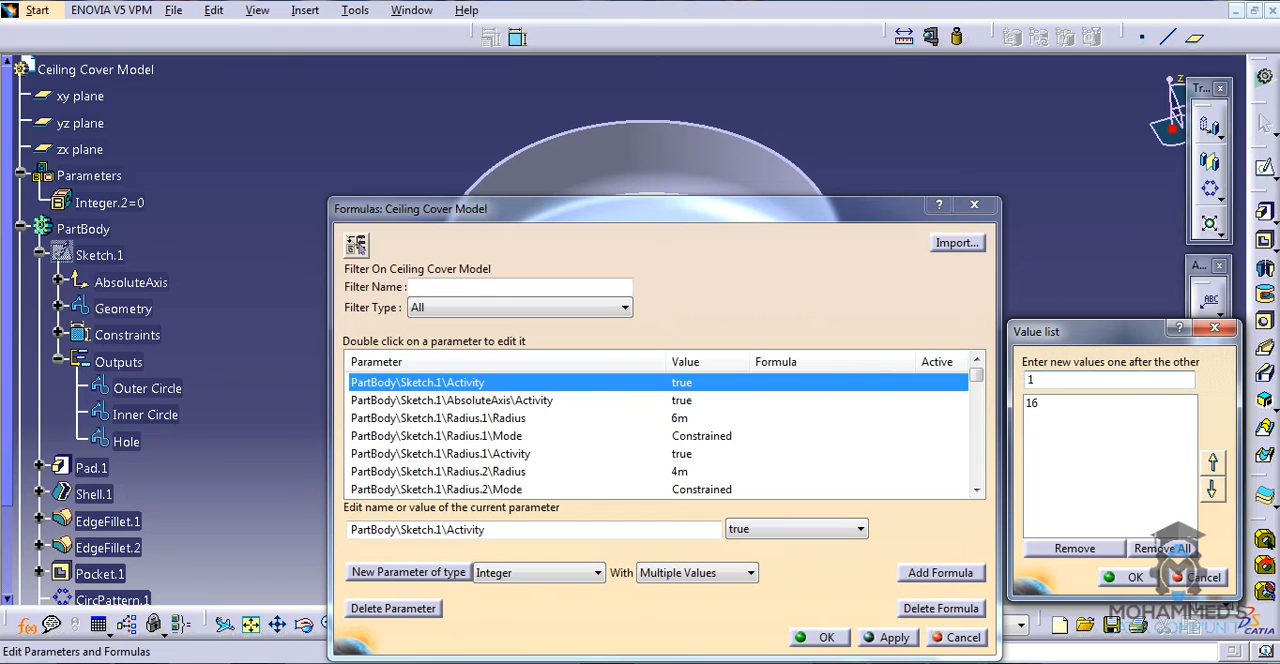 Start ENOVIA V5 VPM File Edit View Insert Tools Window Help
Ceiling Cover Model
xy plane
yz plane
zx plane
Parameters
Integer.2=0
PartBody
Sketch.1
AbsoluteAxis
Geometry
Constraints
Outputs
Outer Circle
Inner Circle
Hole
Pad.1
Shell.1
EdgeFillet.1
EdgeFillet.2
Pocket.1
CircPattern.1
z
Tr...
A...
ABC
Formulas: Ceiling Cover Model
?
Import...
Filter On Ceiling Cover Model
Filter Name :
Filter Type : All
Double click on a parameter to edit it
Parameter Value Formula Active
PartBody\Sketch.1\Activity true
PartBody\Sketch.1\AbsoluteAxis\Activity true
PartBody\Sketch.1\Radius.1\Radius 6m
PartBody\Sketch.1\Radius.1\Mode Constrained
PartBody\Sketch.1\Radius.1\Activity true
PartBody\Sketch.1\Radius.2\Radius 4m
PartBody\Sketch.1\Radius.2\Mode Constrained
Edit name or value of the current parameter
PartBody\Sketch.1\Activity true
New Parameter of type Integer With Multiple Values Add Formula
Delete Parameter Delete Formula
OK Apply Cancel
Value list
?
Enter new values one after the other
1
16
Remove Remove All
OK Cancel
MOHAMMED'S
f(x)
CATIA
Edit Parameters and Formulas